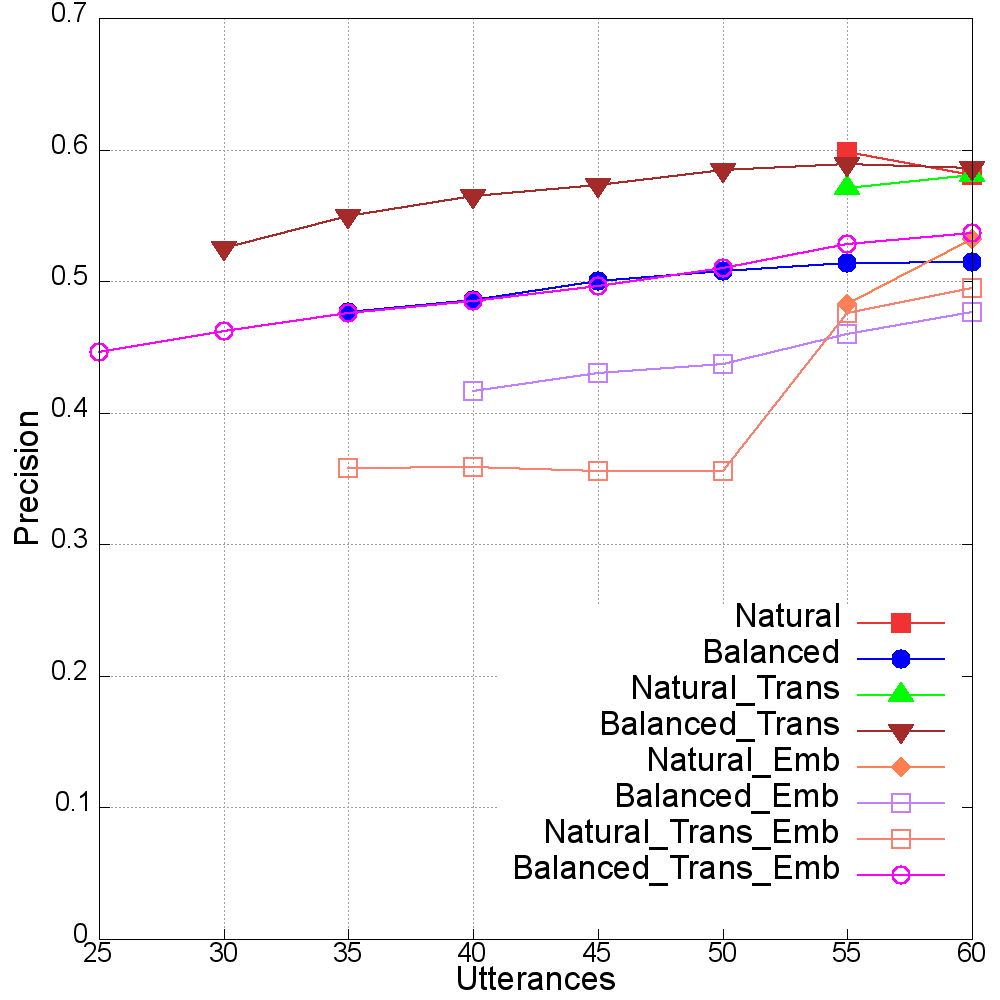 0.7
0.6
0.5
0.4
0.3
0.2
0.1
0
Precision
Natural
Balanced
Natural_Trans
Balanced_Trans
Natural_Emb
Balanced_Emb
Natural_Trans_Emb
Balanced_Trans_Emb
25 30 35 40 45 50 55 60
Utterances